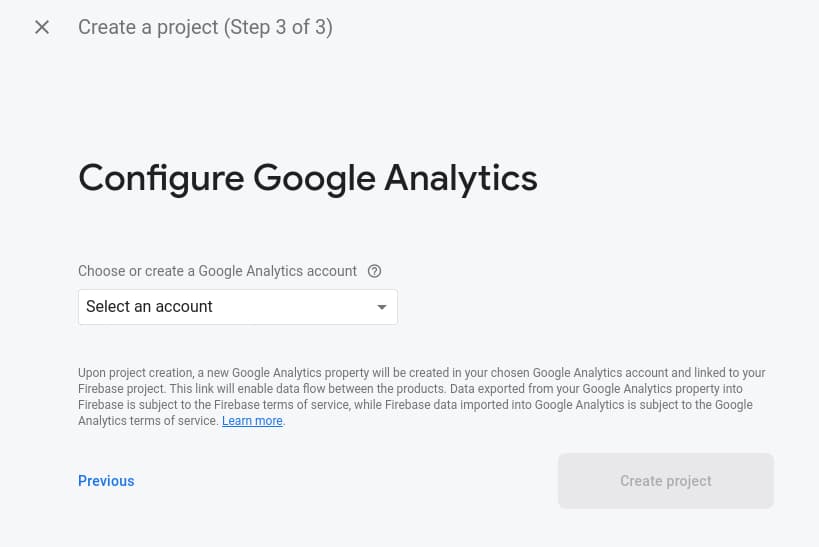 Create a project (Step 3 of 3)
Configure Google Analytics
Choose or create a Google Analytics account
Select an account
Upon project creation, a new Google Analytics property will be created in your chosen Google Analytics account and linked to your
Firebase project. This link will enable data flow between the products. Data exported from your Google Analytics property into
Firebase is subject to the Firebase terms of service, while Firebase data imported into Google Analytics is subject to the Google
Analytics terms of service. Learn more.
Previous
Create project